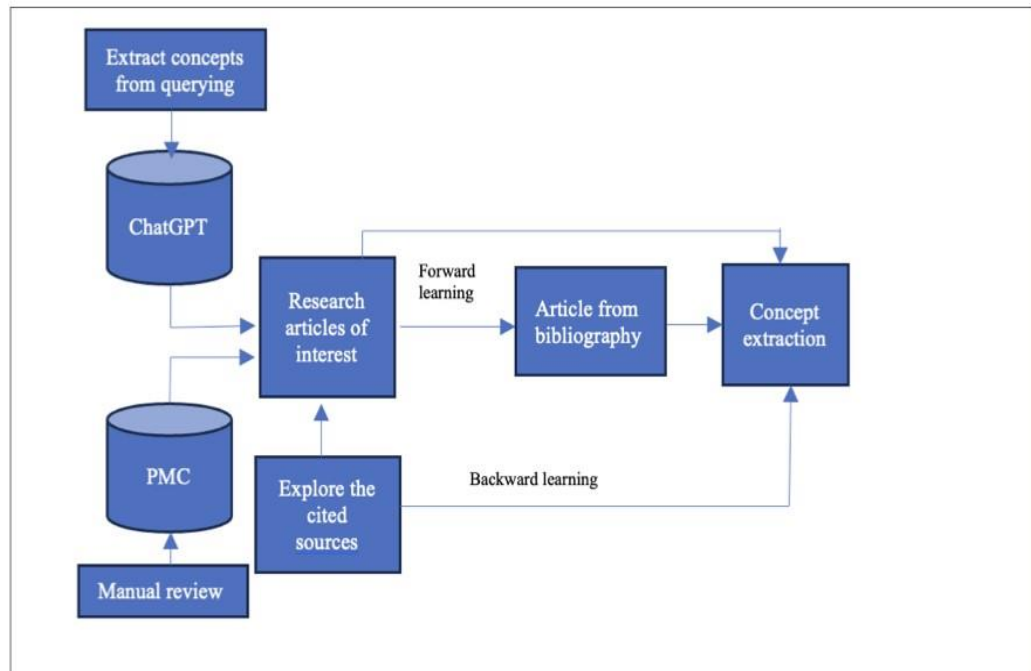 Extract concepts
from querying
ChatGPT
Research
articles of
interest
Forward
learning
Article from
bibliography
Concept
extraction
PMC
Explore the
cited
sources
Backward learning
Manual review